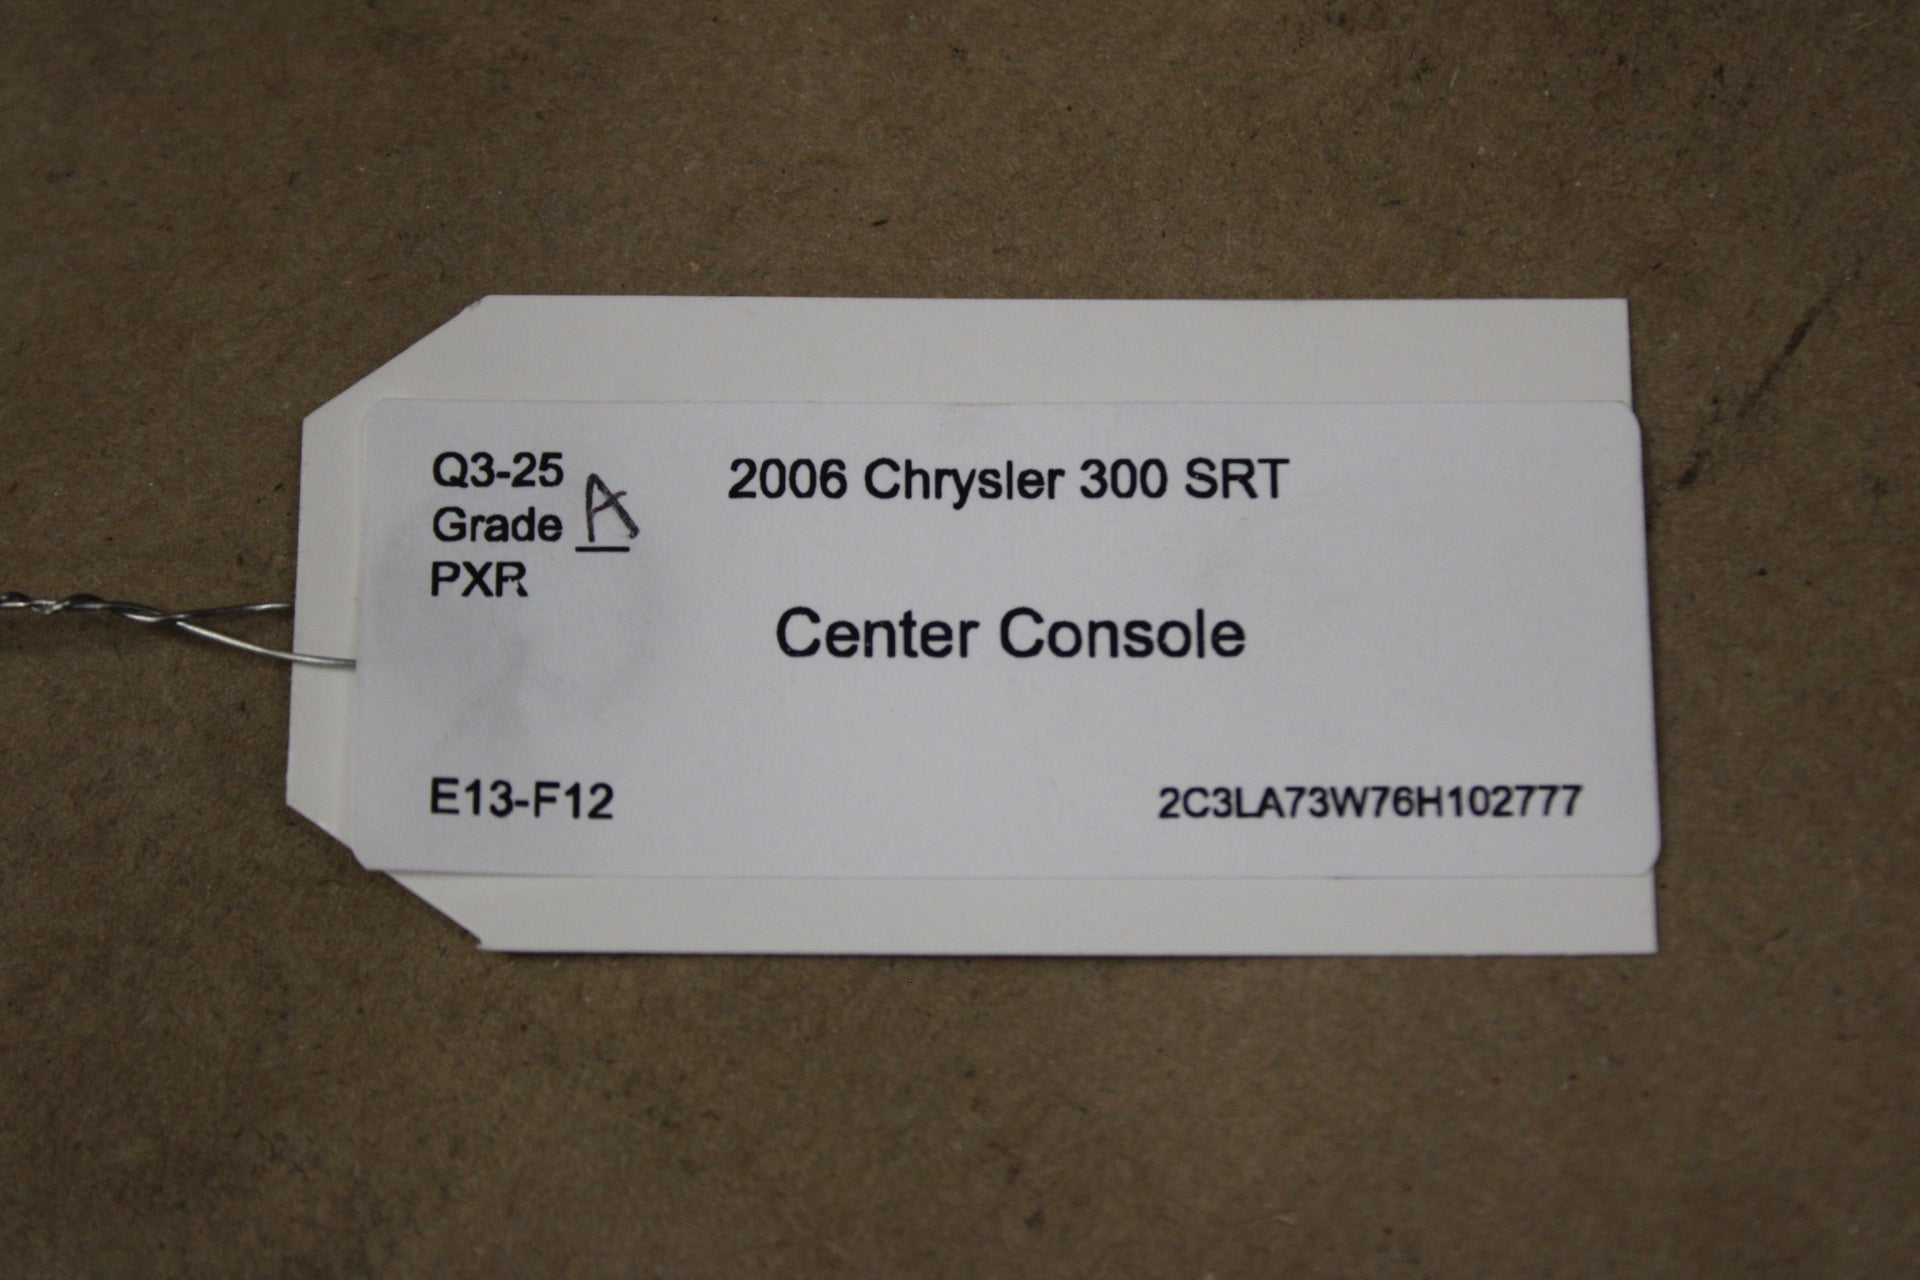 Q3-25
Grade A
PXR
2006 Chrysler 300 SRT
Center Console
E13-F12
2C3LA73W76H102777